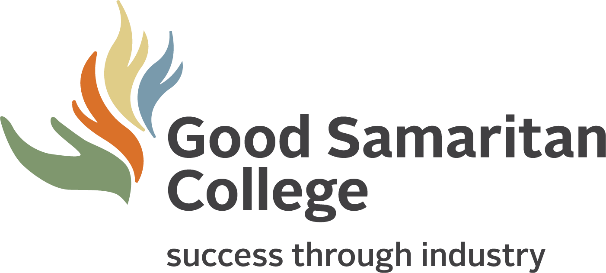 Good Samaritan
College
success through industry